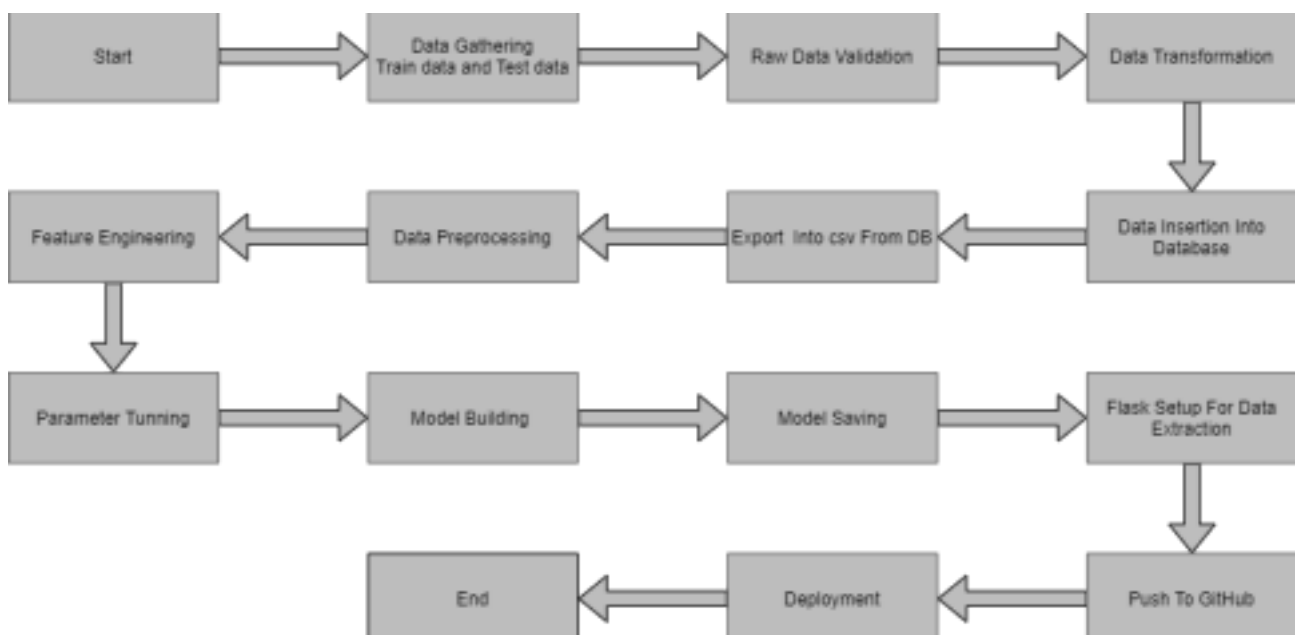 Start
Data Gathering
Train data and Test data
Raw Data Validation
Data Transformation
Data Insertion Into
Database
Export Into csv From DB
Data Preprocessing
Feature Engineering
Parameter Tunning
Model Building
Model Saving
Flask Setup For Data
Extraction
Push To GitHub
Deployment
End